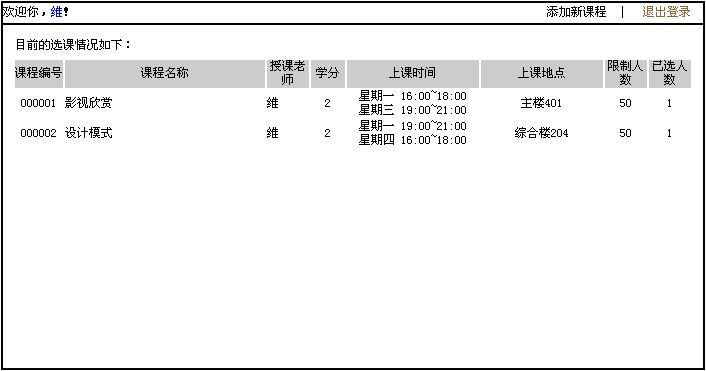 欢迎你，维！ 添加新课程 | 退出登录
目前的选课情况如下：
课程编号 课程名称 授课老师 学分 上课时间 上课地点 限制人数 已选人数
000001 影视欣赏 维 2 星期一 16:00~18:00 主楼401 50 1
星期三 19:00~21:00
000002 设计模式 维 2 星期一 19:00~21:00 综合楼204 50 1
星期四 16:00~18:00